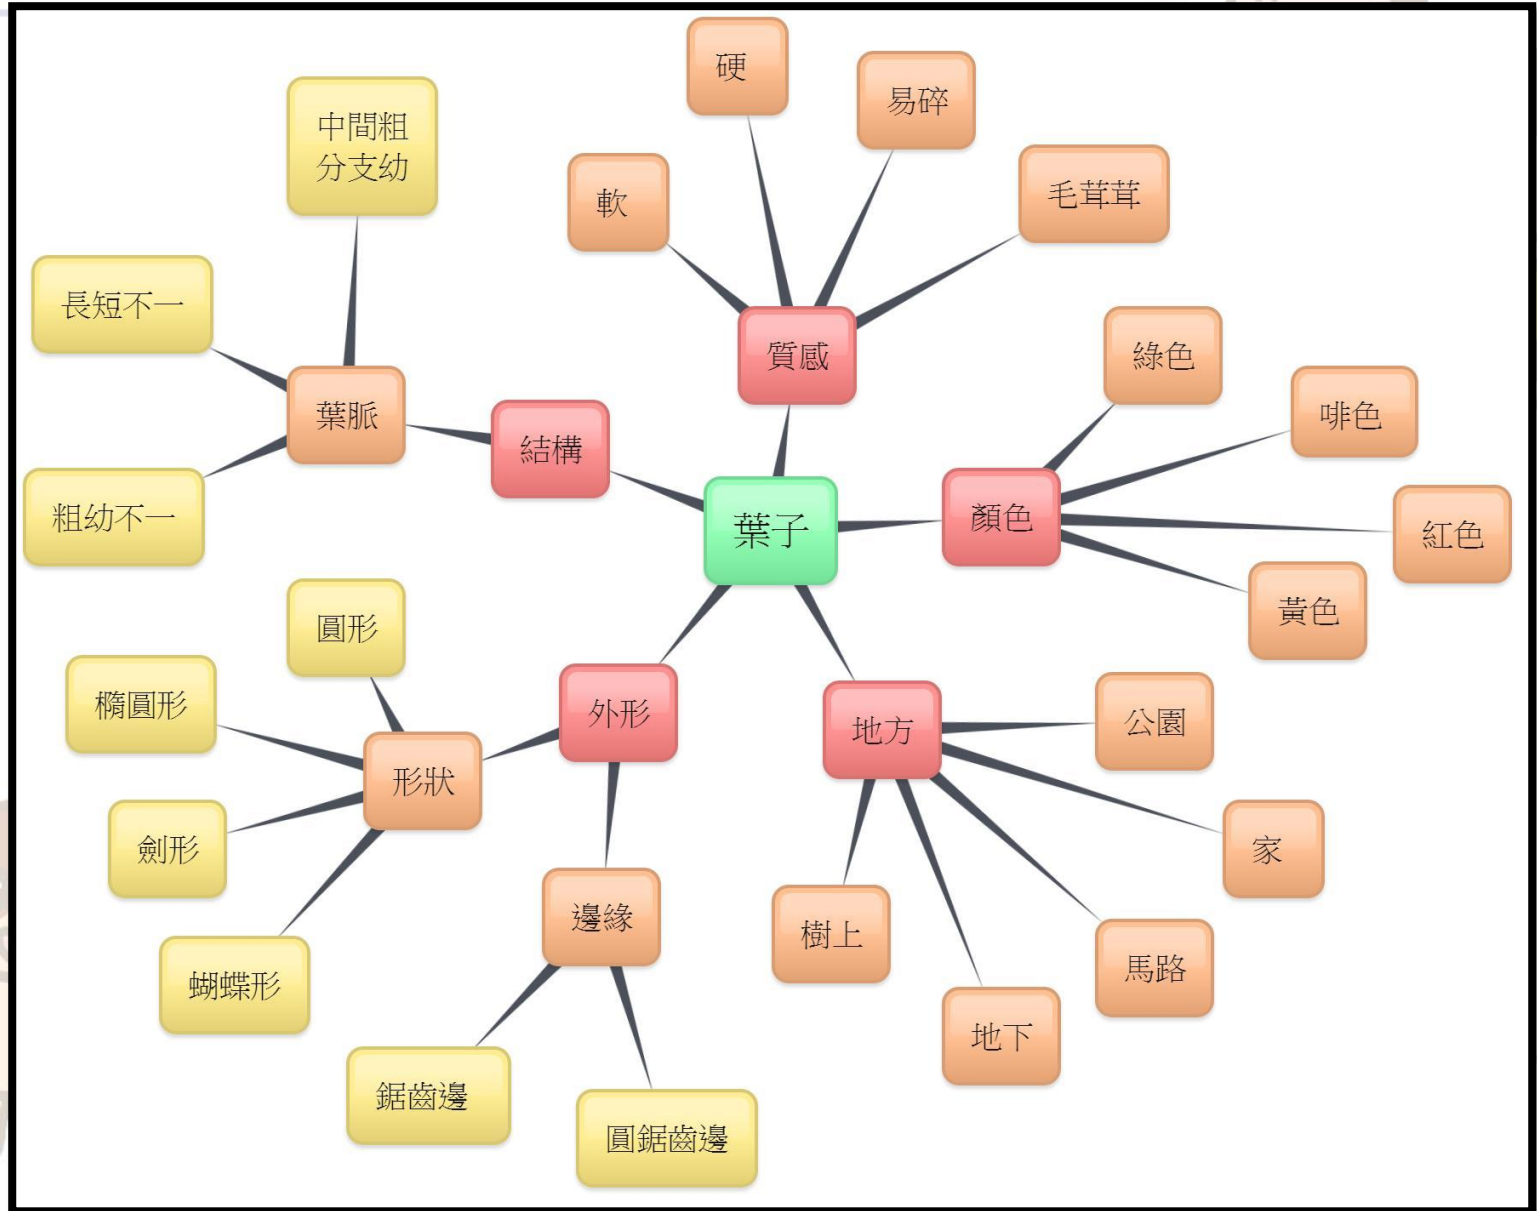 葉子
質感
軟
硬
易碎
毛茸茸
顏色
綠色
啡色
紅色
黃色
地方
公園
家
馬路
地下
樹上
外形
邊緣
圓鋸齒邊
鋸齒邊
形狀
蝴蝶形
劍形
橢圓形
圓形
結構
葉脈
粗幼不一
長短不一
中間粗
分支幼